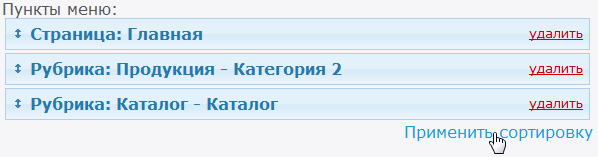 Пункты меню:
Страница: Главная удалить
Рубрика: Продукция - Категория 2 удалить
Рубрика: Каталог - Каталог удалить
Применить сортировку